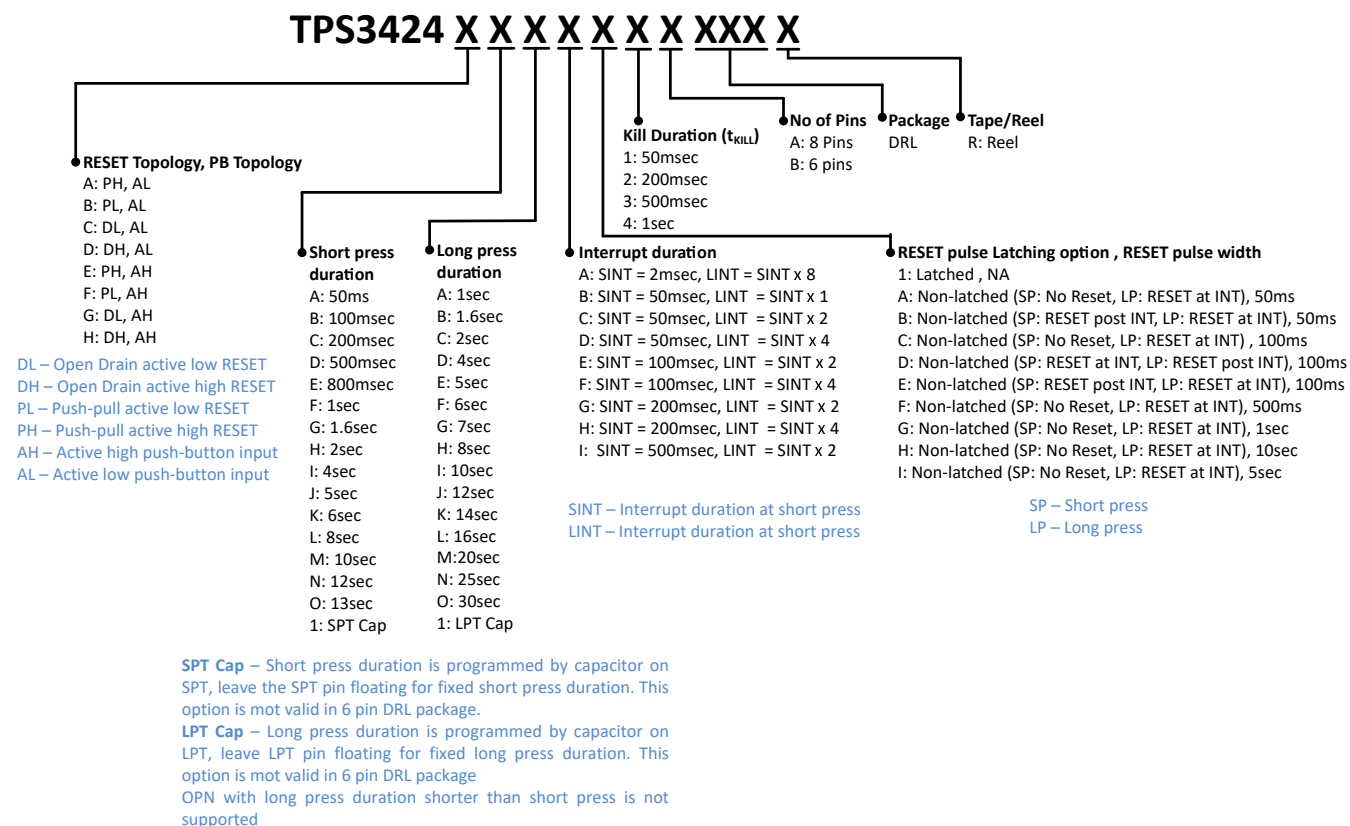 TPS3424 X X X X X X X XXX X
Kill Duration (tKILL)
1: 50msec
2: 200msec
3: 500msec
4: 1sec
No of Pins
A: 8 Pins
B: 6 pins
Package
DRL
Tape/Reel
R: Reel
RESET Topology, PB Topology
A: PH, AL
B: PL, AL
C: DL, AL
D: DH, AL
E: PH, AH
F: PL, AH
G: DL, AH
H: DH, AH
DL – Open Drain active low RESET
DH – Open Drain active high RESET
PL – Push-pull active low RESET
PH – Push-pull active high RESET
AH – Active high push-button input
AL – Active low push-button input
Short press
duration
A: 50ms
B: 100msec
C: 200msec
D: 500msec
E: 800msec
F: 1sec
G: 1.6sec
H: 2sec
I: 4sec
J: 5sec
K: 6sec
L: 8sec
M: 10sec
N: 12sec
O: 13sec
1: SPT Cap
Long press
duration
A: 1sec
B: 1.6sec
C: 2sec
D: 4sec
E: 5sec
F: 6sec
G: 7sec
H: 8sec
I: 10sec
J: 12sec
K: 14sec
L: 16sec
M:20sec
N: 25sec
O: 30sec
1: LPT Cap
Interrupt duration
A: SINT = 2msec, LINT = SINT x 8
B: SINT = 50msec, LINT = SINT x 1
C: SINT = 50msec, LINT = SINT x 2
D: SINT = 50msec, LINT = SINT x 4
E: SINT = 100msec, LINT = SINT x 2
F: SINT = 100msec, LINT = SINT x 4
G: SINT = 200msec, LINT = SINT x 2
H: SINT = 200msec, LINT = SINT x 4
I: SINT = 500msec, LINT = SINT x 2
SINT – Interrupt duration at short press
LINT – Interrupt duration at short press
RESET pulse Latching option , RESET pulse width
1: Latched , NA
A: Non-latched (SP: No Reset, LP: RESET at INT), 50ms
B: Non-latched (SP: RESET post INT, LP: RESET at INT), 50ms
C: Non-latched (SP: No Reset, LP: RESET at INT) , 100ms
D: Non-latched (SP: RESET at INT, LP: RESET post INT), 100ms
E: Non-latched (SP: RESET post INT, LP: RESET at INT), 100ms
F: Non-latched (SP: No Reset, LP: RESET at INT), 500ms
G: Non-latched (SP: No Reset, LP: RESET at INT), 1sec
H: Non-latched (SP: No Reset, LP: RESET at INT), 10sec
I: Non-latched (SP: No Reset, LP: RESET at INT), 5sec
SP – Short press
LP – Long press
SPT Cap – Short press duration is programmed by capacitor on
SPT, leave the SPT pin floating for fixed short press duration. This
option is mot valid in 6 pin DRL package.
LPT Cap – Long press duration is programmed by capacitor on
LPT, leave LPT pin floating for fixed long press duration. This
option is mot valid in 6 pin DRL package
OPN with long press duration shorter than short press is not
supported